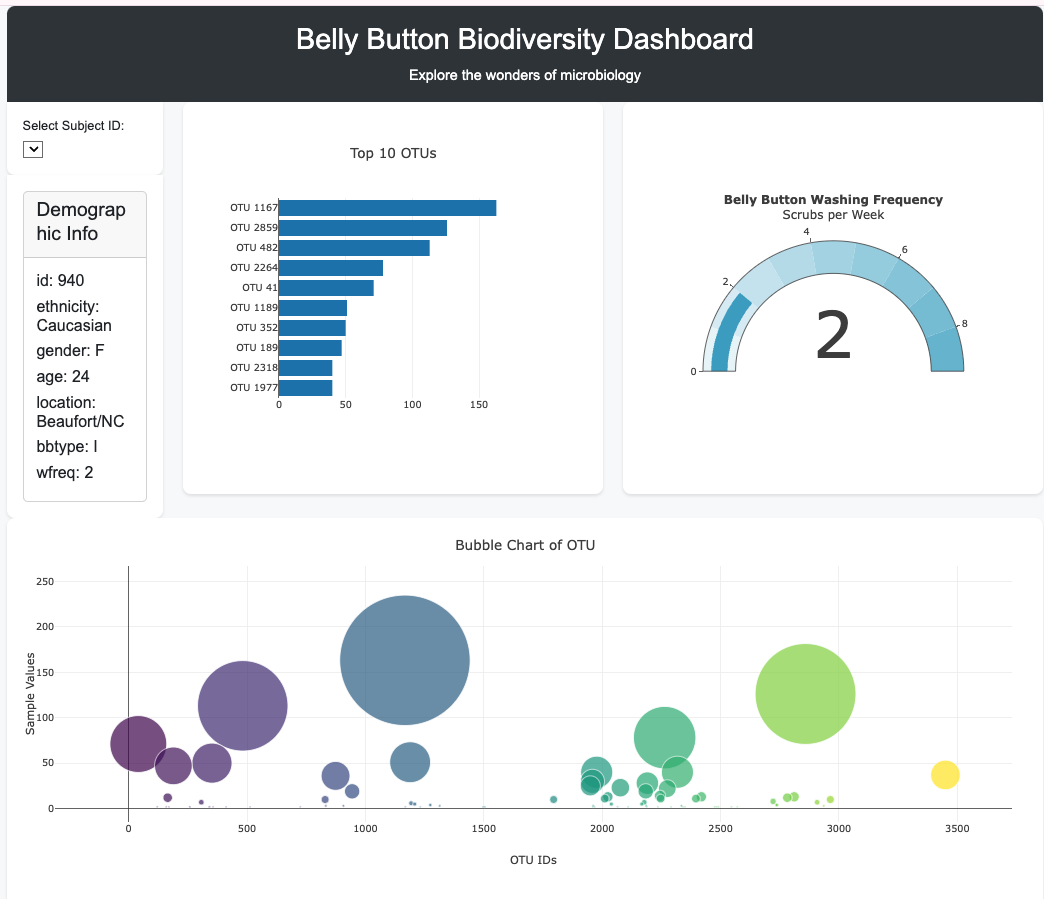 Belly Button Biodiversity Dashboard
Explore the wonders of microbiology
Select Subject ID:
Demograp
hic Info
id: 940
ethnicity:
Caucasian
gender: F
age: 24
location:
Beaufort/NC
bbtype: I
wfreq: 2
Top 10 OTUs
OTU 1167
OTU 2859
OTU 482
OTU 2264
OTU 41
OTU 1189
OTU 352
OTU 189
OTU 2318
OTU 1977
0 50 100 150
Belly Button Washing Frequency
Scrubs per Week
0
2
4
6
8
2
Bubble Chart of OTU
250
200
150
100
50
0
Sample Values
0 500 1000 1500 2000 2500 3000 3500
OTU IDs